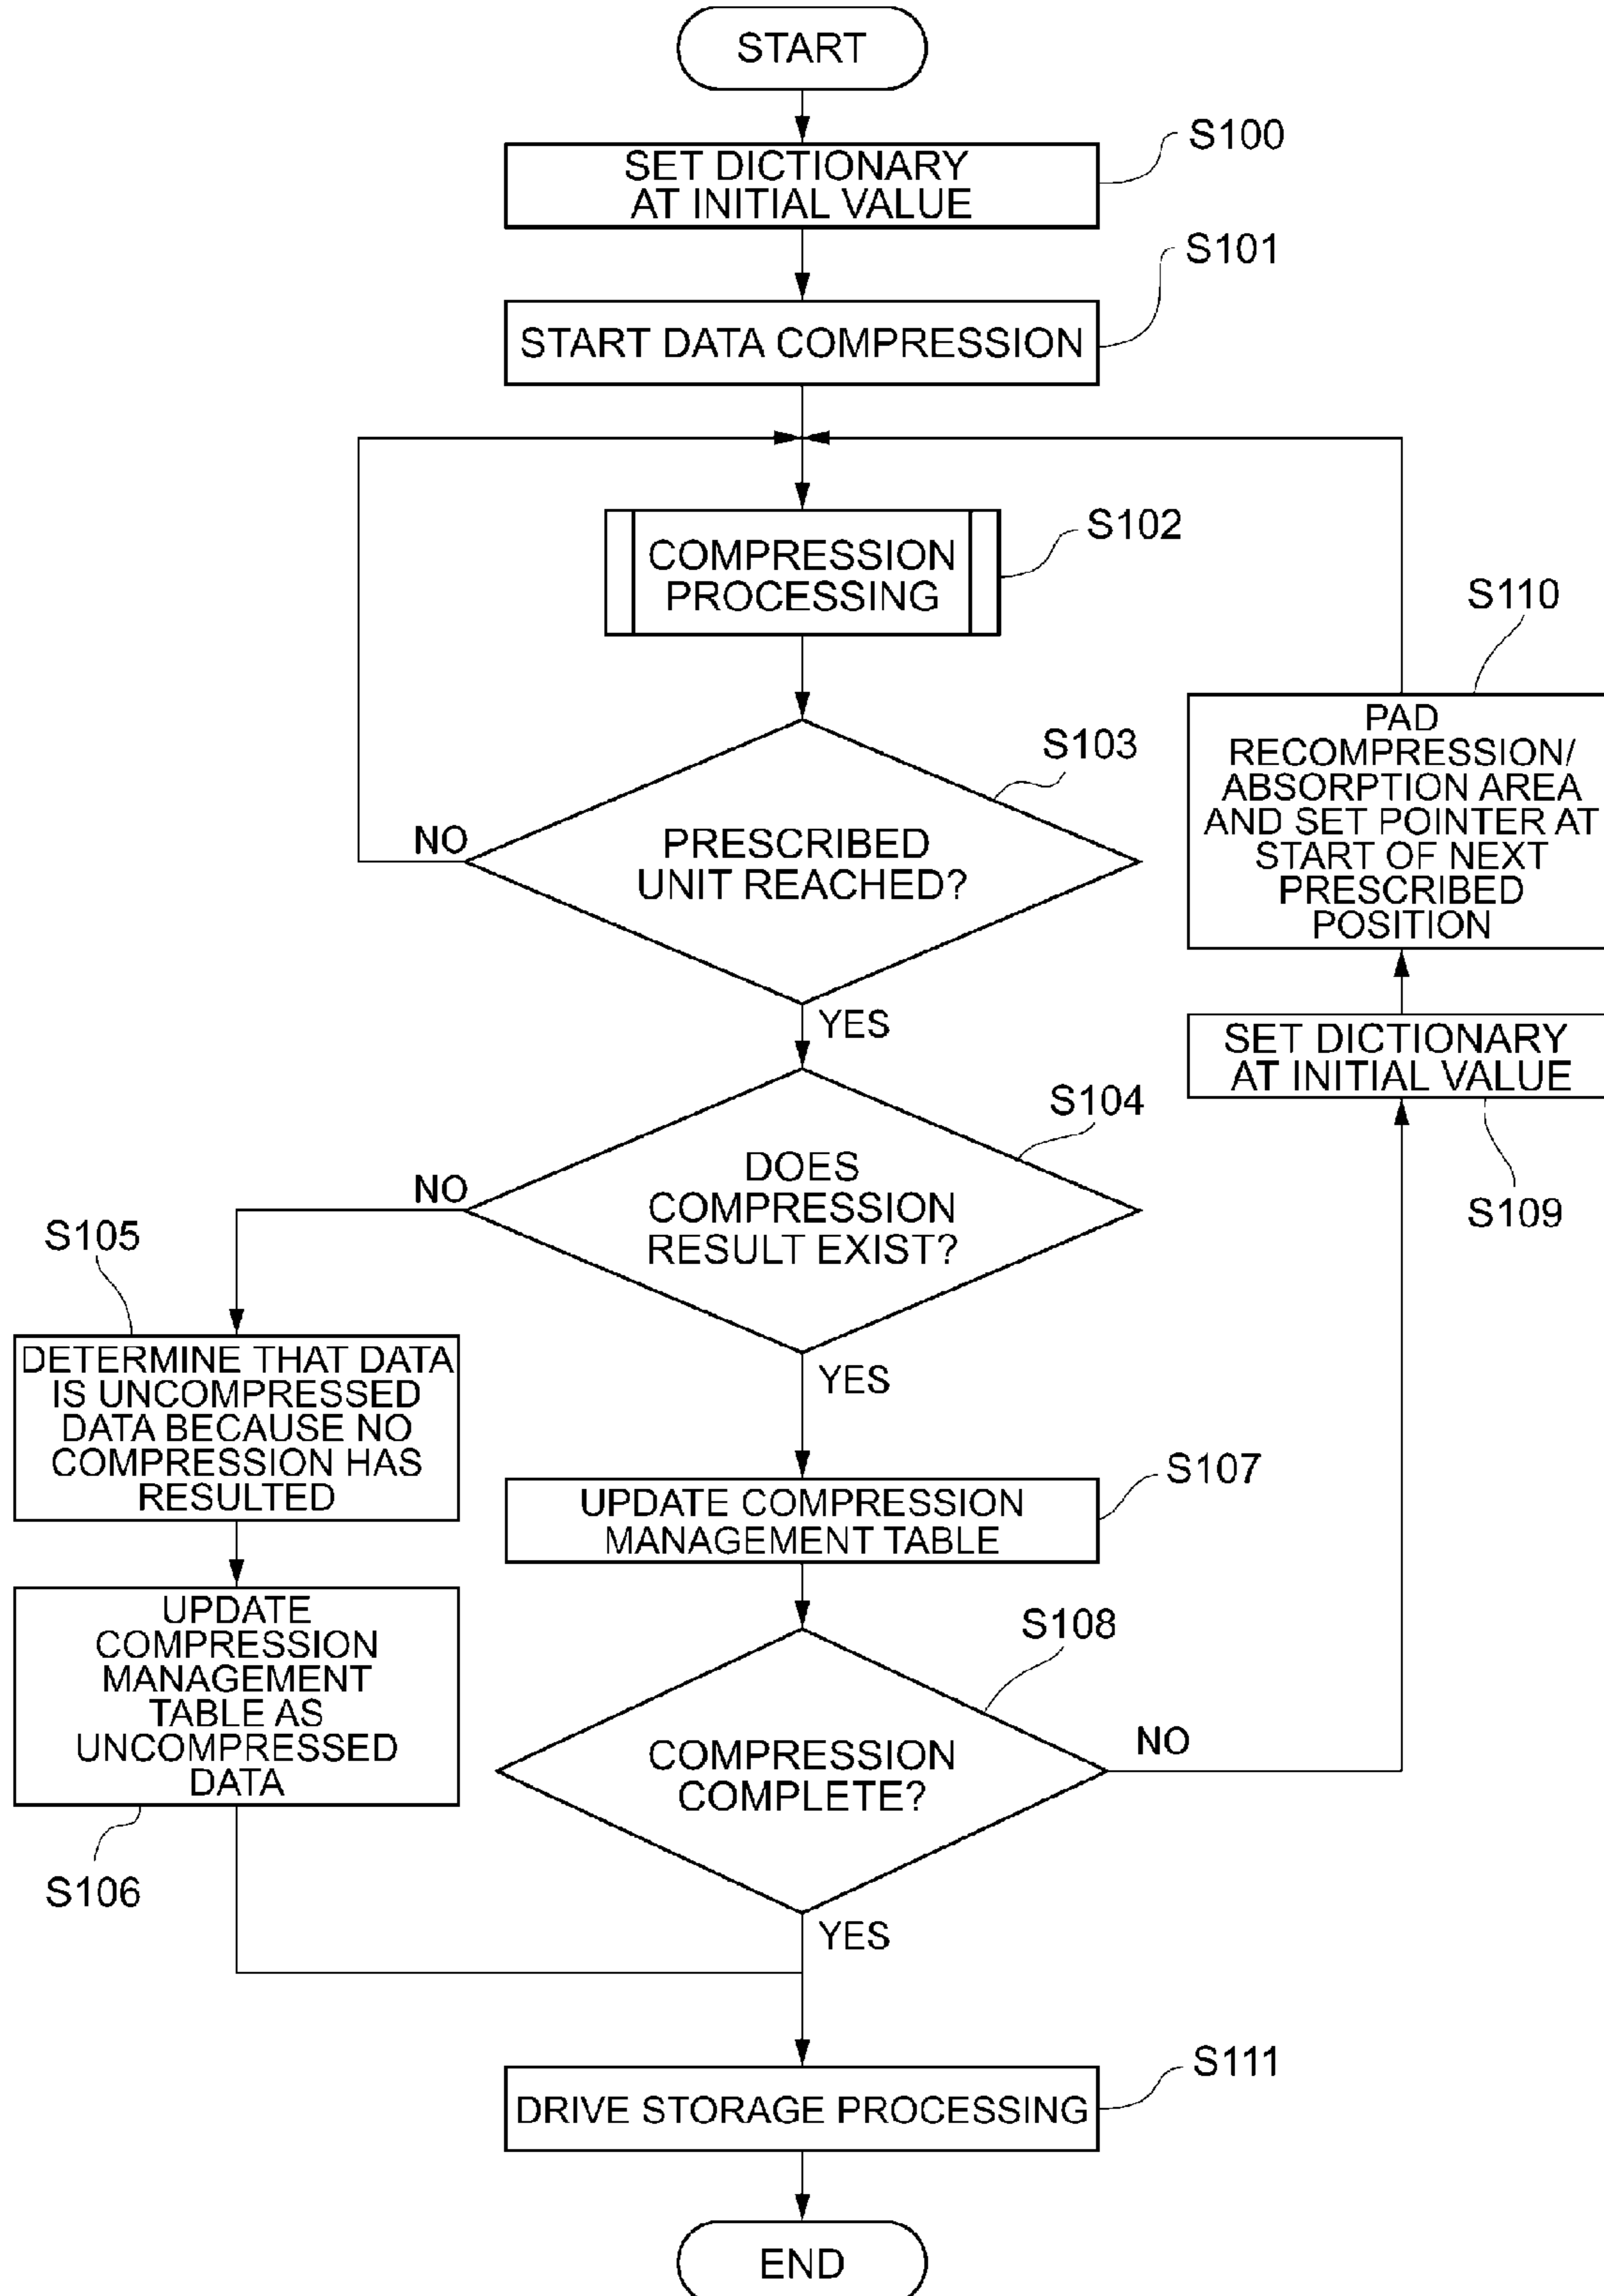 START
S100
SET DICTIONARY
AT INITIAL VALUE
S101
START DATA COMPRESSION
S102
COMPRESSION
PROCESSING
S103
PRESCRIBED
UNIT REACHED?
NO
YES
S110
PAD
RECOMPRESSION/
ABSORPTION AREA
AND SET POINTER AT
START OF NEXT
PRESCRIBED
POSITION
SET DICTIONARY
AT INITIAL VALUE
S109
S104
DOES
COMPRESSION
RESULT EXIST?
NO
YES
S105
DETERMINE THAT DATA
IS UNCOMPRESSED
DATA BECAUSE NO
COMPRESSION HAS
RESULTED
UPDATE
COMPRESSION
MANAGEMENT
TABLE AS
UNCOMPRESSED
DATA
S106
S107
UPDATE COMPRESSION
MANAGEMENT TABLE
S108
COMPRESSION
COMPLETE?
NO
YES
S111
DRIVE STORAGE PROCESSING
END